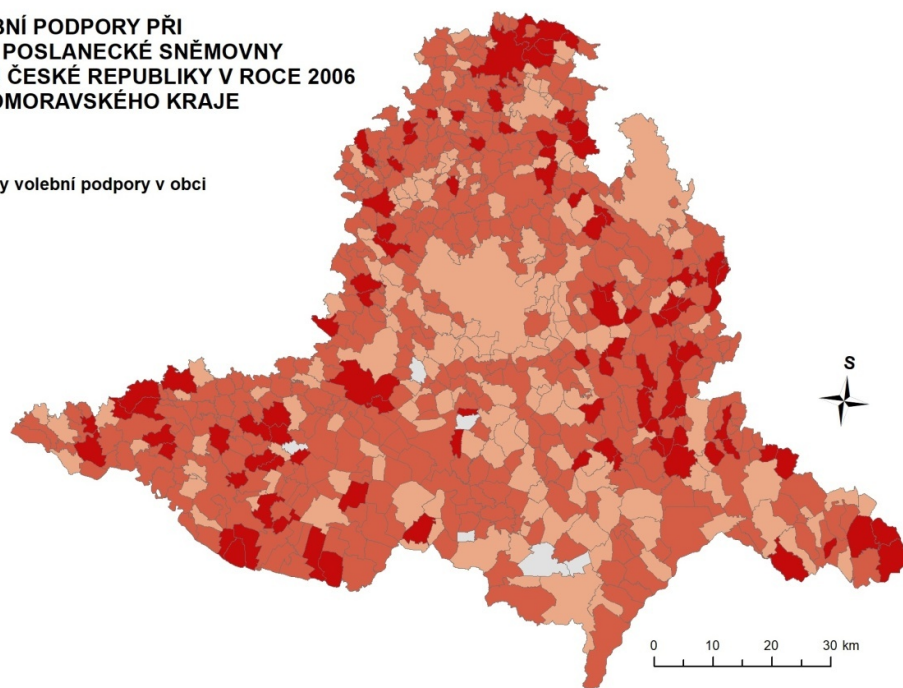 BNÍ PODPORY PŘI
POSLANECKÉ SNĚMOVNY
ČESKÉ REPUBLIKY V ROCE 2006
OMORAVSKÉHO KRAJE
y volební podpory v obci
S
0 10 20 30 km